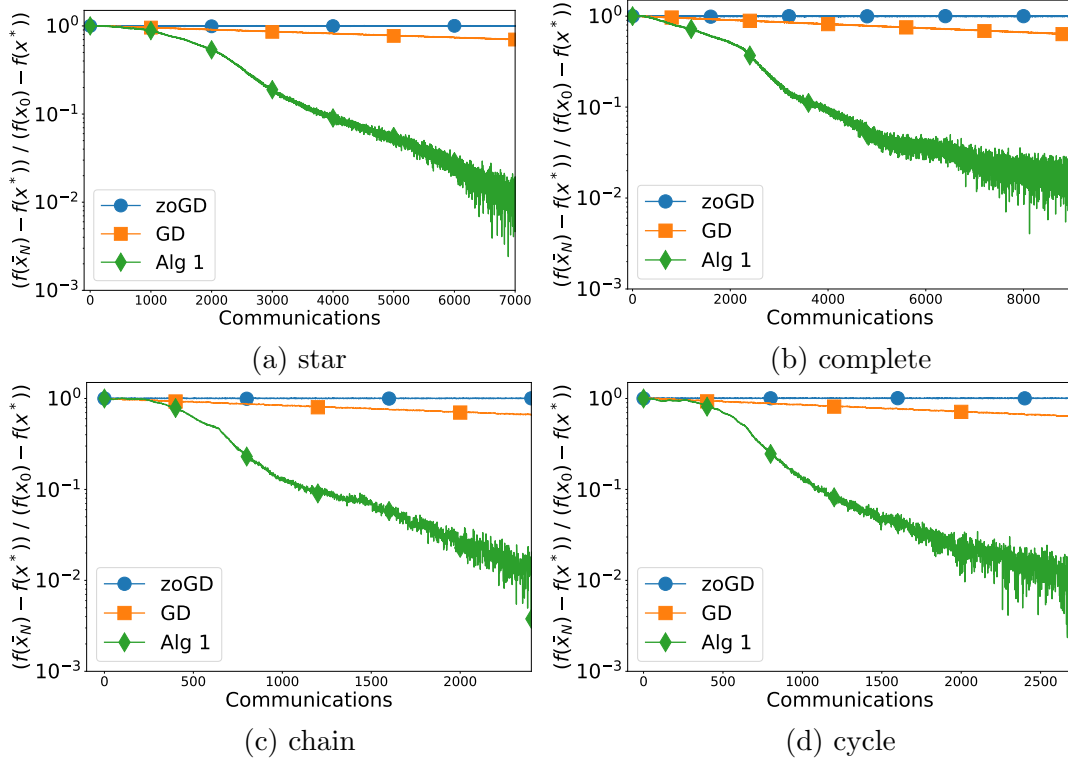 (f(x̄_N) − f(x*)) / (f(x_0) − f(x*))
10^0
10^−1
10^−2
10^−3
zoGD
GD
Alg 1
0 1000 2000 3000 4000 5000 6000 7000
Communications
(a) star
(f(x̄_N) − f(x*)) / (f(x_0) − f(x*))
10^0
10^−1
10^−2
10^−3
zoGD
GD
Alg 1
0 2000 4000 6000 8000
Communications
(b) complete
(f(x̄_N) − f(x*)) / (f(x_0) − f(x*))
10^0
10^−1
10^−2
10^−3
zoGD
GD
Alg 1
0 500 1000 1500 2000
Communications
(c) chain
(f(x̄_N) − f(x*)) / (f(x_0) − f(x*))
10^0
10^−1
10^−2
10^−3
zoGD
GD
Alg 1
0 500 1000 1500 2000 2500
Communications
(d) cycle